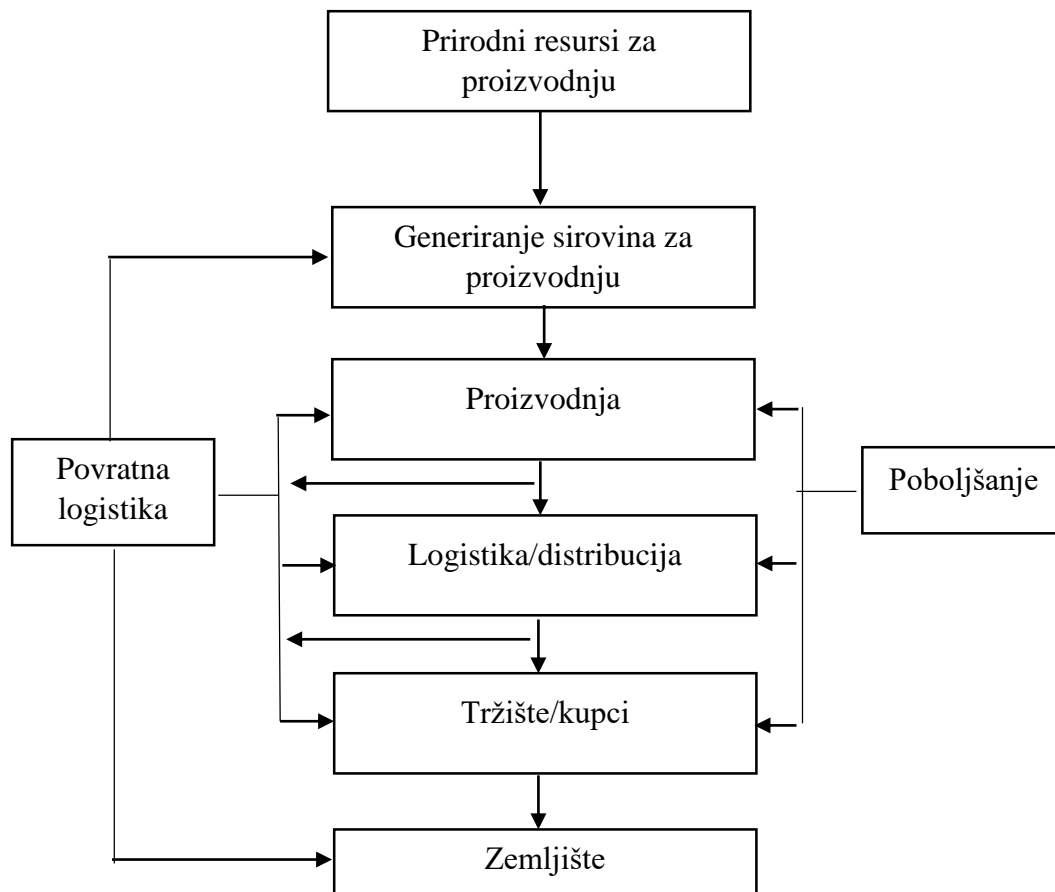 Prirodni resursi za
proizvodnju
Generiranje sirovina za
proizvodnju
Proizvodnja
Povratna
logistika
Poboljšanje
Logistika/distribucija
Tržište/kupci
Zemljište